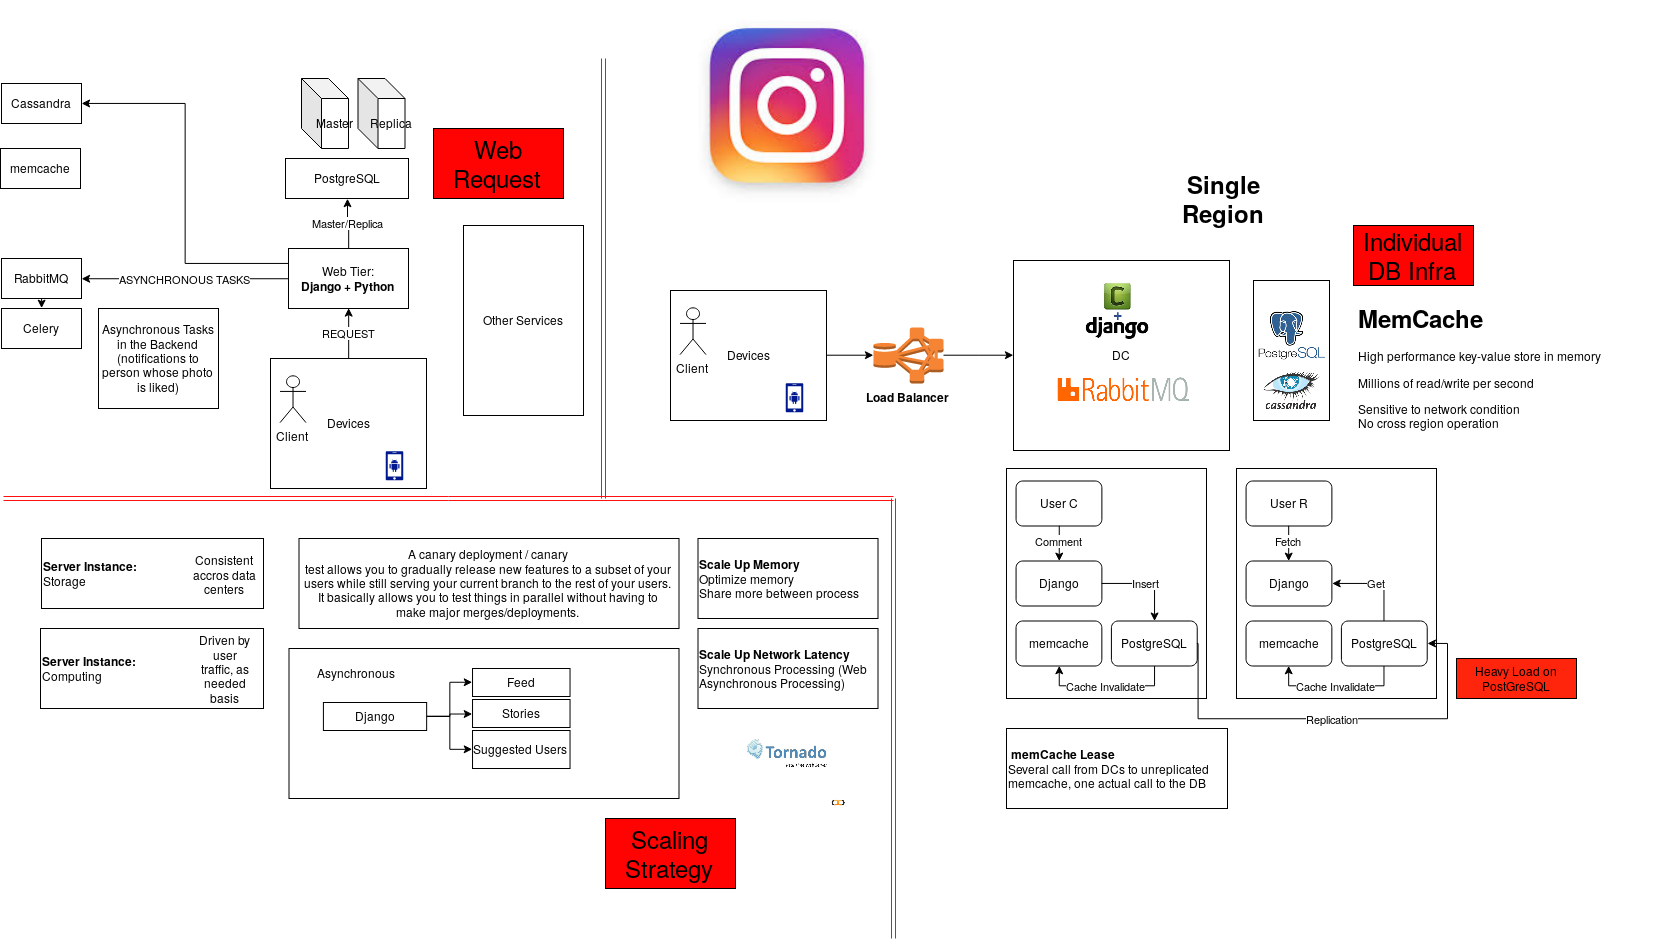 Cassandra
memcache
RabbitMQ
Celery
Master
Replica
PostgreSQL
Master/Replica
Web Tier:
Django + Python
ASYNCHRONOUS TASKS
REQUEST
Asynchronous Tasks
in the Backend
(notifications to
person whose photo
is liked)
Client
Devices
Web
Request
Other Services
Single
Region
Individual
DB Infra
Client
Devices
Load Balancer
C
+
django
DC
RabbitMQ
PostgreSQL
cassandra
MemCache
High performance key-value store in memory
Millions of read/write per second
Sensitive to network condition
No cross region operation
User C
Comment
Django
Insert
memcache
PostgreSQL
Cache Invalidate
User R
Fetch
Django
Get
memcache
PostgreSQL
Cache Invalidate
Replication
Heavy Load on
PostGreSQL
memCache Lease
Several call from DCs to unreplicated
memcache, one actual call to the DB
Server Instance:
Storage
Consistent
accros data
centers
Server Instance:
Computing
Driven by
user
traffic, as
needed
basis
A canary deployment / canary
test allows you to gradually release new features to a subset of your
users while still serving your current branch to the rest of your users.
It basically allows you to test things in parallel without having to
make major merges/deployments.
Asynchronous
Django
Feed
Stories
Suggested Users
Scale Up Memory
Optimize memory
Share more between process
Scale Up Network Latency
Synchronous Processing (Web
Asynchronous Processing)
Tornado
Scaling
Strategy